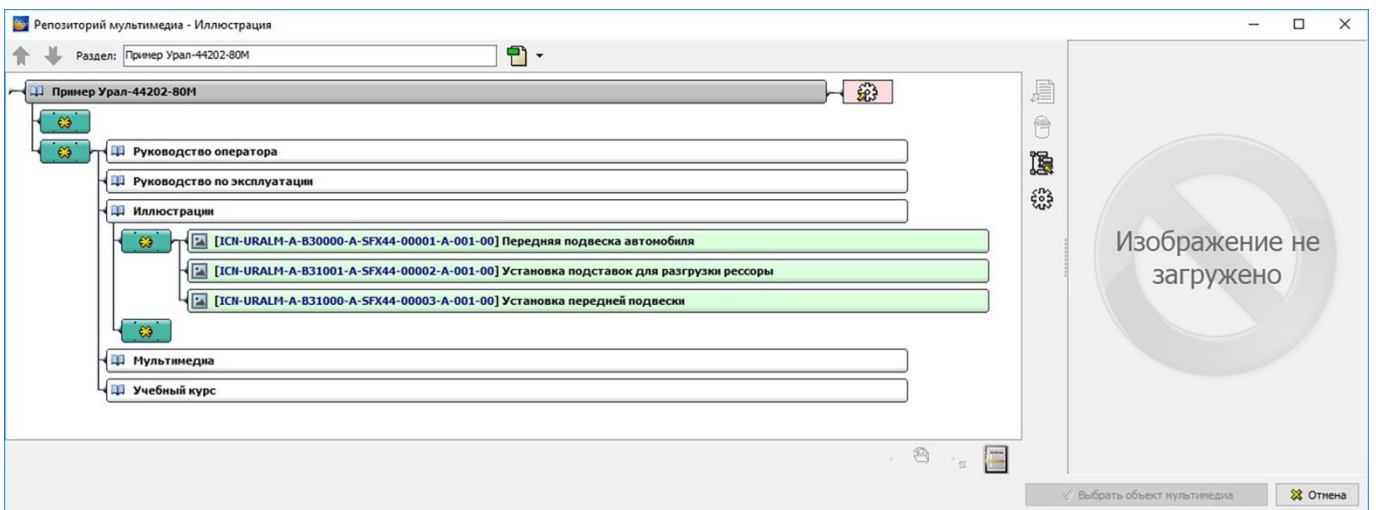 Репозиторий мультимедиа - Иллюстрация
Раздел: Пример Урал-44202-80М
Пример Урал-44202-80М
Руководство оператора
Руководство по эксплуатации
Иллюстрации
[ICN-URALM-A-B30000-A-SFX44-00001-A-001-00] Передняя подвеска автомобиля
[ICN-URALM-A-B31001-A-SFX44-00002-A-001-00] Установка подставок для разгрузки рессоры
[ICN-URALM-A-B31000-A-SFX44-00003-A-001-00] Установка передней подвески
Мультимедиа
Учебный курс
Изображение не
загружено
Выбрать объект мультимедиа
Отмена